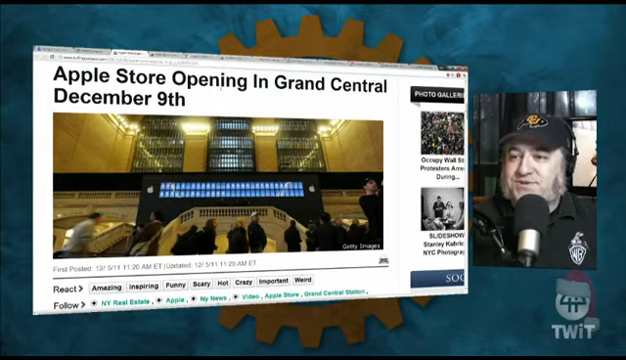 Apple Store Opening In Grand Central
December 9th
PHOTO GALLERIE
Occupy Wall St
Protesters Arres
During...
SLIDESHOW
Stanley Kubric
NYC Photograp
SOC
Getty Images
First Posted: 12/ 5/11 11:20 AM ET Updated: 12/ 5/11 11:20 AM ET
React Amazing Inspiring Funny Scary Hot Crazy Important Weird
Follow NY Real Estate , Apple , Ny News , Video , Apple Store , Grand Central Station ,
TWiT